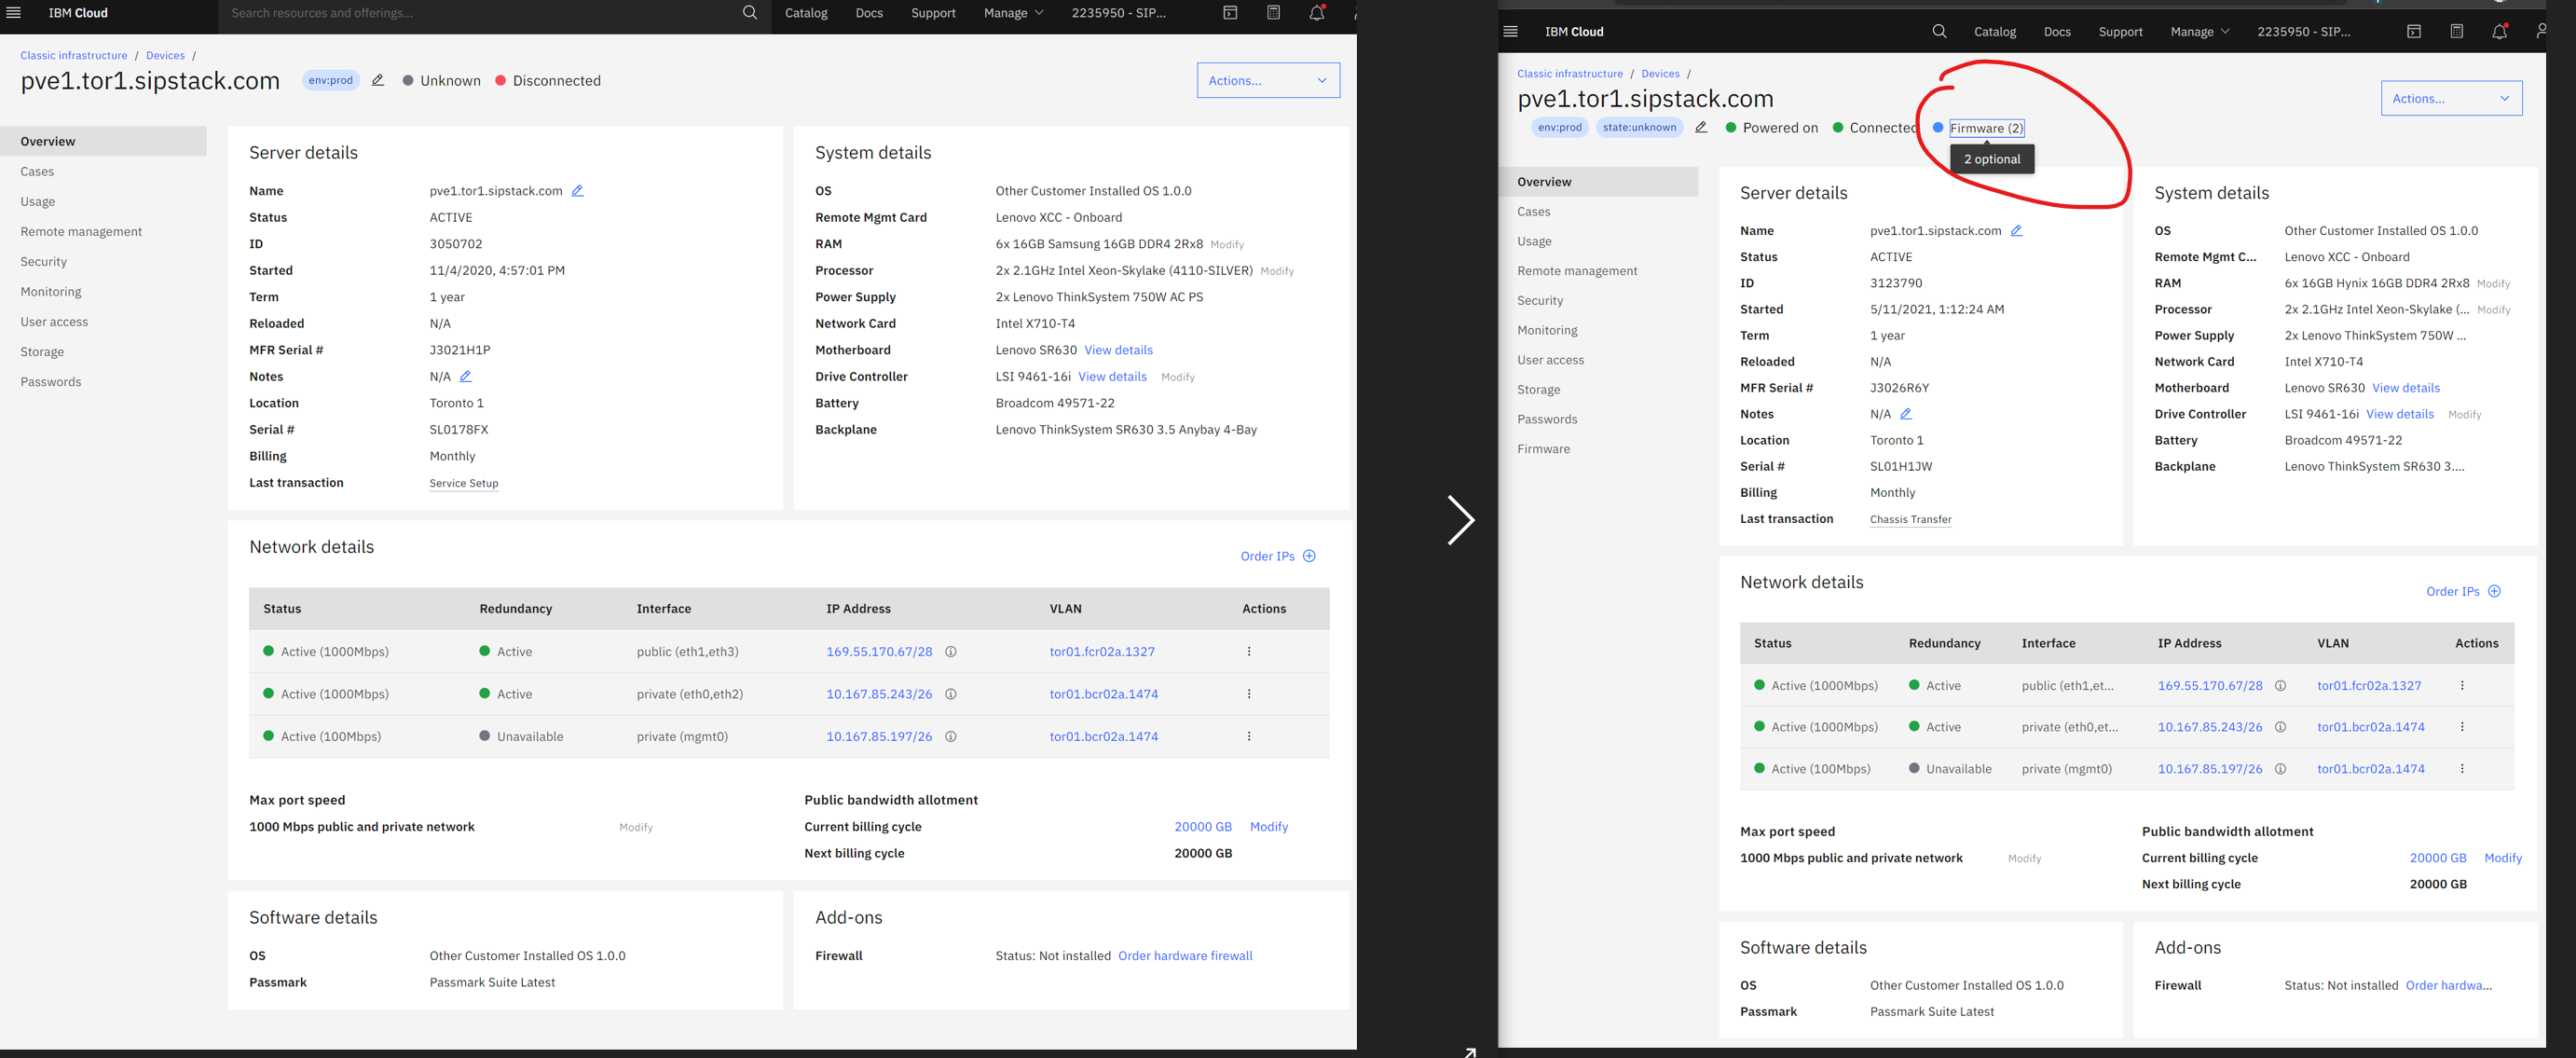 IBM Cloud
Search resources and offerings...
Catalog Docs Support Manage 2235950 - SIP...
Classic infrastructure / Devices /
pve1.tor1.sipstack.com env:prod Unknown Disconnected
Actions...
Overview
Cases
Usage
Remote management
Security
Monitoring
User access
Storage
Passwords
Server details
Name pve1.tor1.sipstack.com
Status ACTIVE
ID 3050702
Started 11/4/2020, 4:57:01 PM
Term 1 year
Reloaded N/A
MFR Serial # J3021H1P
Notes N/A
Location Toronto 1
Serial # SL0178FX
Billing Monthly
Last transaction Service Setup
System details
OS Other Customer Installed OS 1.0.0
Remote Mgmt Card Lenovo XCC - Onboard
RAM 6x 16GB Samsung 16GB DDR4 2Rx8 Modify
Processor 2x 2.1GHz Intel Xeon-Skylake (4110-SILVER) Modify
Power Supply 2x Lenovo ThinkSystem 750W AC PS
Network Card Intel X710-T4
Motherboard Lenovo SR630 View details
Drive Controller LSI 9461-16i View details Modify
Battery Broadcom 49571-22
Backplane Lenovo ThinkSystem SR630 3.5 Anybay 4-Bay
Network details
Order IPs
Status Redundancy Interface IP Address VLAN Actions
Active (1000Mbps) Active public (eth1,eth3) 169.55.170.67/28 tor01.fcr02a.1327
Active (1000Mbps) Active private (eth0,eth2) 10.167.85.243/26 tor01.bcr02a.1474
Active (100Mbps) Unavailable private (mgmt0) 10.167.85.197/26 tor01.bcr02a.1474
Max port speed
1000 Mbps public and private network Modify
Public bandwidth allotment
Current billing cycle 20000 GB Modify
Next billing cycle 20000 GB
Software details
OS Other Customer Installed OS 1.0.0
Passmark Passmark Suite Latest
Add-ons
Firewall Status: Not installed Order hardware firewall
IBM Cloud
Catalog Docs Support Manage 2235950 - SIP...
Classic infrastructure / Devices /
pve1.tor1.sipstack.com
Actions...
env:prod state:unknown Powered on Connected Firmware (2)
2 optional
Overview
Cases
Usage
Remote management
Security
Monitoring
User access
Storage
Passwords
Firmware
Server details
Name pve1.tor1.sipstack.com
Status ACTIVE
ID 3123790
Started 5/11/2021, 1:12:24 AM
Term 1 year
Reloaded N/A
MFR Serial # J3026R6Y
Notes N/A
Location Toronto 1
Serial # SL01H1JW
Billing Monthly
Last transaction Chassis Transfer
System details
OS Other Customer Installed OS 1.0.0
Remote Mgmt C... Lenovo XCC - Onboard
RAM 6x 16GB Hynix 16GB DDR4 2Rx8 Modify
Processor 2x 2.1GHz Intel Xeon-Skylake (... Modify
Power Supply 2x Lenovo ThinkSystem 750W ...
Network Card Intel X710-T4
Motherboard Lenovo SR630 View details
Drive Controller LSI 9461-16i View details Modify
Battery Broadcom 49571-22
Backplane Lenovo ThinkSystem SR630 3....
Network details
Order IPs
Status Redundancy Interface IP Address VLAN Actions
Active (1000Mbps) Active public (eth1,et... 169.55.170.67/28 tor01.fcr02a.1327
Active (1000Mbps) Active private (eth0,et... 10.167.85.243/26 tor01.bcr02a.1474
Active (100Mbps) Unavailable private (mgmt0) 10.167.85.197/26 tor01.bcr02a.1474
Max port speed
1000 Mbps public and private network Modify
Public bandwidth allotment
Current billing cycle 20000 GB Modify
Next billing cycle 20000 GB
Software details
OS Other Customer Installed OS 1.0.0
Passmark Passmark Suite Latest
Add-ons
Firewall Status: Not installed Order hardwa...